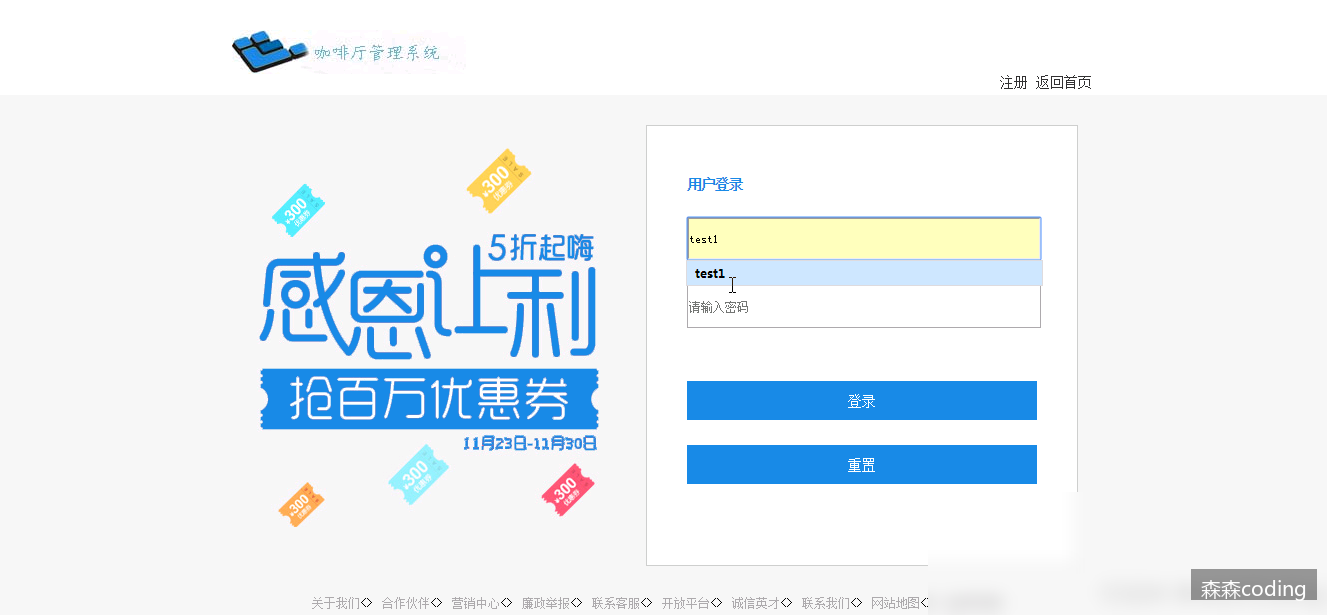 咖啡厅管理系统
注册 返回首页
¥300 优惠券
¥300 优惠券
5折起嗨
感恩让利
抢百万优惠券
11月23日-11月30日
¥300 优惠券
¥300 优惠券
¥300 优惠券
用户登录
test1
test1
请输入密码
登录
重置
关于我们◇ 合作伙伴◇ 营销中心◇ 廉政举报◇ 联系客服◇ 开放平台◇ 诚信英才◇ 联系我们◇ 网站地图◇
森森coding